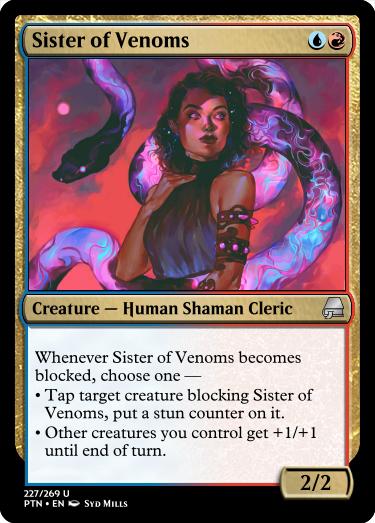 Sister of Venoms
Creature — Human Shaman Cleric
Whenever Sister of Venoms becomes
blocked, choose one —
• Tap target creature blocking Sister of
Venoms, put a stun counter on it.
• Other creatures you control get +1/+1
until end of turn.
2/2
227/269 U
PTN • EN Syd Mills